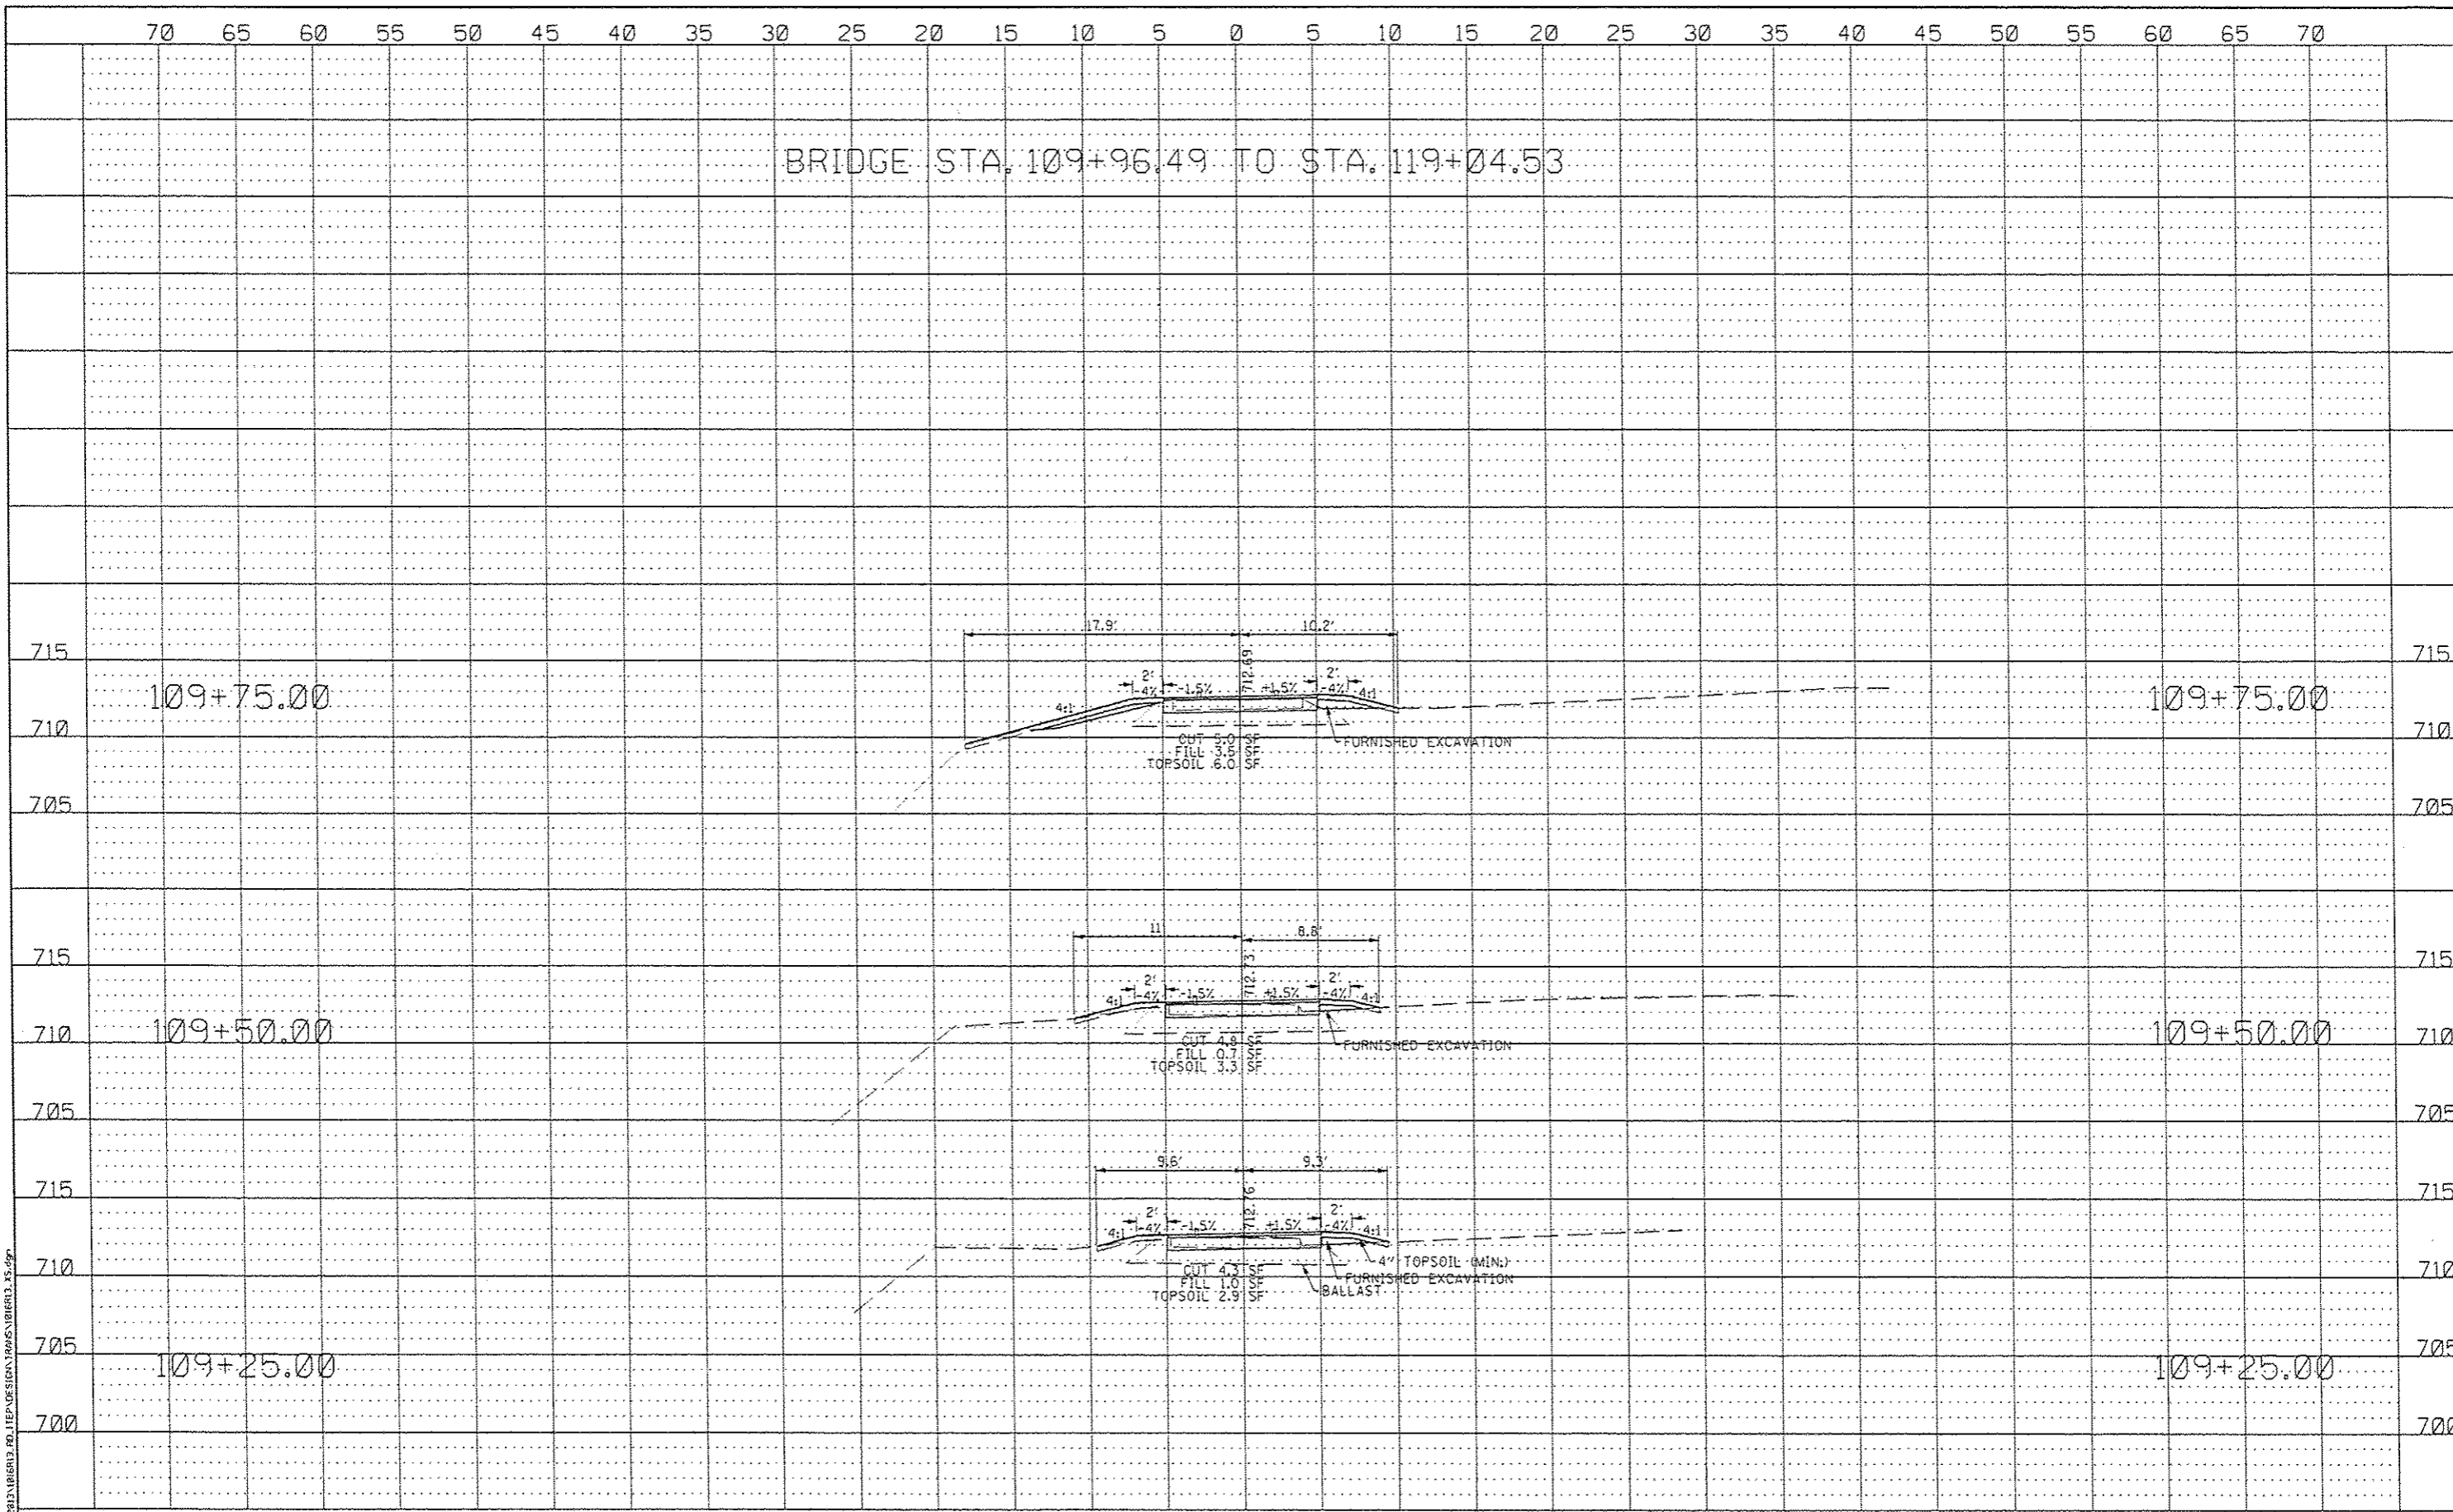 70 65 60 55 50 45 40 35 30 25 20 15 10 5 0 5 10 15 20 25 30 35 40 45 50 55 60 65 70
BRIDGE STA. 109+96.49 TO STA. 119+04.53
17.9' 10.2'
715 715
712.69
2' 2'
4:1 -4% -1.5% +1.5% -4% 4:1
109+75.00 109+75.00
710 710
CUT 5.0 SF
FILL 3.5 SF
TOPSOIL 6.0 SF
FURNISHED EXCAVATION
705 705
11' 8.8'
715 715
712.73
2' 2'
4:1 -4% -1.5% +1.5% -4% 4:1
109+50.00 109+50.00
710 710
CUT 4.8 SF
FILL 0.7 SF
TOPSOIL 3.3 SF
FURNISHED EXCAVATION
705 705
9.6' 9.3'
715 715
712.76
2' 2'
4:1 -4% -1.5% +1.5% -4% 4:1
4" TOPSOIL (MIN.)
710 710
CUT 4.3 SF
FILL 1.0 SF
TOPSOIL 2.9 SF
FURNISHED EXCAVATION
BALLAST
705 705
109+25.00 109+25.00
700 700